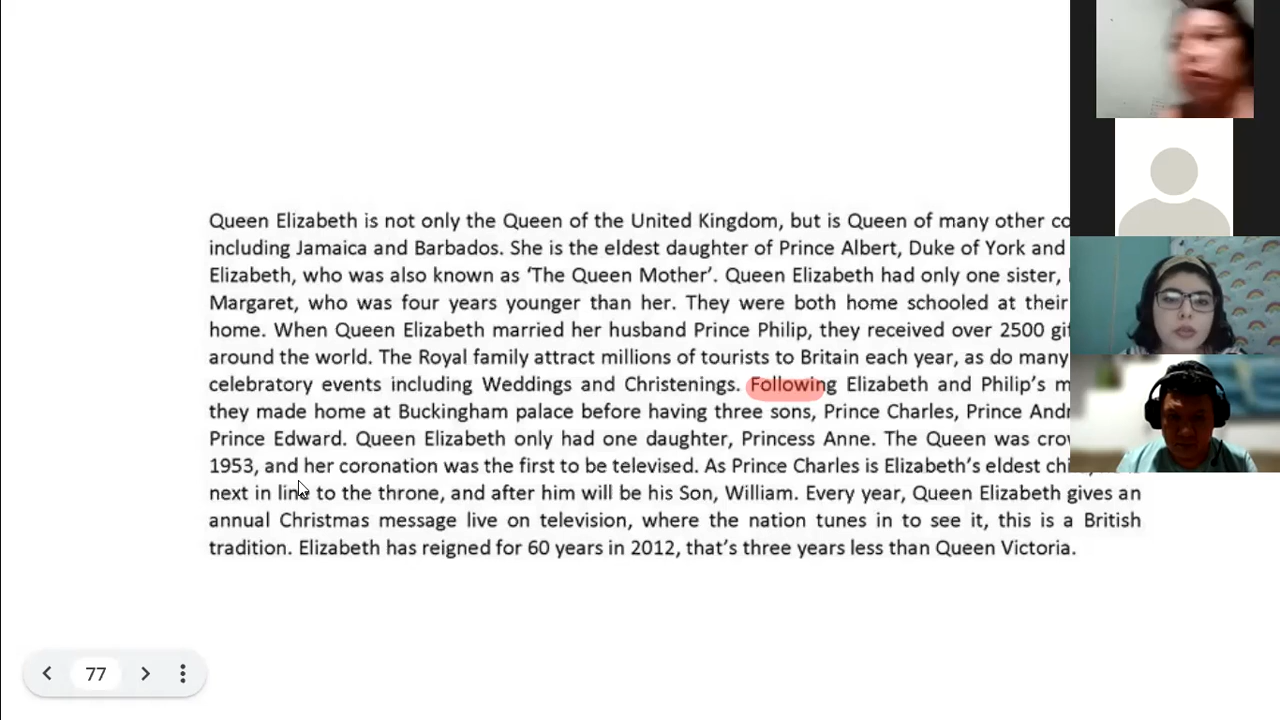 Queen Elizabeth is not only the Queen of the United Kingdom, but is Queen of many other
including Jamaica and Barbados. She is the eldest daughter of Prince Albert, Duke of York and
Elizabeth, who was also known as ‘The Queen Mother’. Queen Elizabeth had only one sister,
Margaret, who was four years younger than her. They were both home schooled at their
home. When Queen Elizabeth married her husband Prince Philip, they received over 2500
around the world. The Royal family attract millions of tourists to Britain each year, as do many
celebratory events including Weddings and Christenings. Following Elizabeth and Philip’s
they made home at Buckingham palace before having three sons, Prince Charles, Prince
Prince Edward. Queen Elizabeth only had one daughter, Princess Anne. The Queen was
1953, and her coronation was the first to be televised. As Prince Charles is Elizabeth’s eldest
next in line to the throne, and after him will be his Son, William. Every year, Queen Elizabeth gives an
annual Christmas message live on television, where the nation tunes in to see it, this is a British
tradition. Elizabeth has reigned for 60 years in 2012, that’s three years less than Queen Victoria.
77